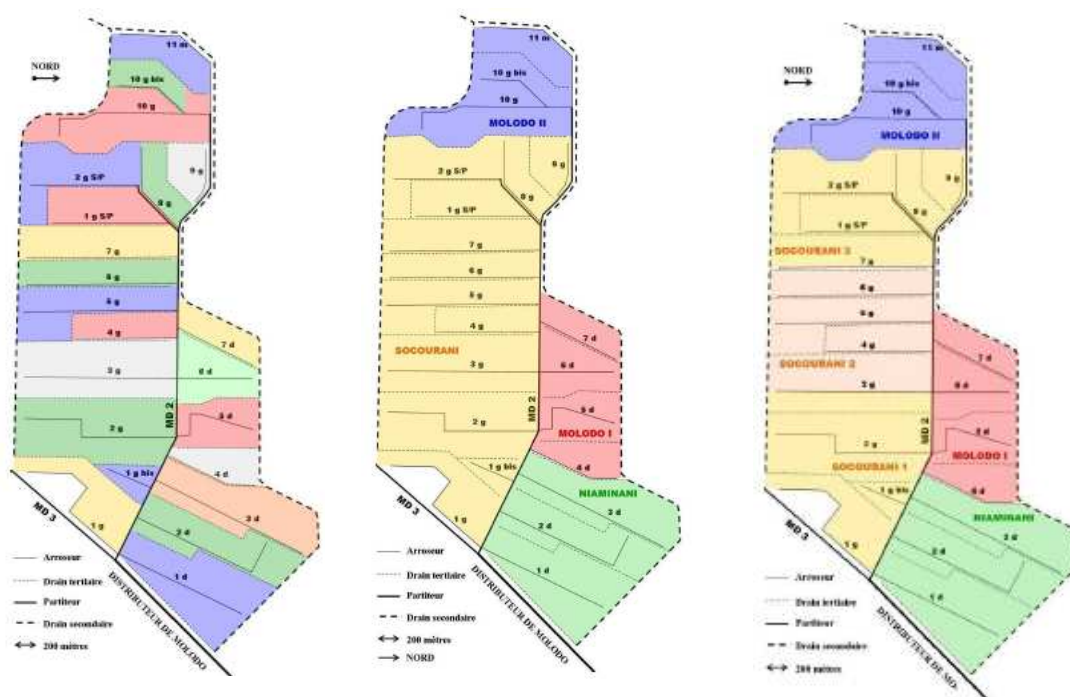 11 m
NORD
10 g bis
10 g
9 g
2 g S/P
8 g
1 g S/P
7 g
6 g
5 g
4 g
7 d
3 g
6 d
MD 2
5 d
2 g
1 g bis
4 d
MD 3
3 d
1 g
2 d
1 d
Arroseur
Drain tertiaire
Partiteur
Drain secondaire
200 mètres
DISTRIBUTEUR DE MOLODO
11 m
10 g bis
10 g
MOLODO II
2 g S/P
8 g
1 g S/P
7 g
6 g
5 g
4 g
7 d
SOCOURANI
3 g
6 d
MD 2
5 d
2 g
MOLODO I
1 g bis
4 d
NIAMINANI
MD 3
3 d
1 g
2 d
1 d
Arroseur
Drain tertiaire
Partiteur
Drain secondaire
200 mètres
NORD
DISTRIBUTEUR DE MOLODO
11 m
NORD
10 g bis
10 g
MOLODO II
2 g S/P
9 g
8 g
1 g S/P
SOCOURANI 3
7 g
4 g
7 d
SOCOURANI 2
3 g
6 d
MD 2
2 g
MOLODO I
SOCOURANI 1
1 g bis
NIAMINANI
MD 3
2 d
1 g
1 d
Arroseur
Drain tertiaire
Partiteur
Drain secondaire
200 mètres
DISTRIBUTEUR DE MO